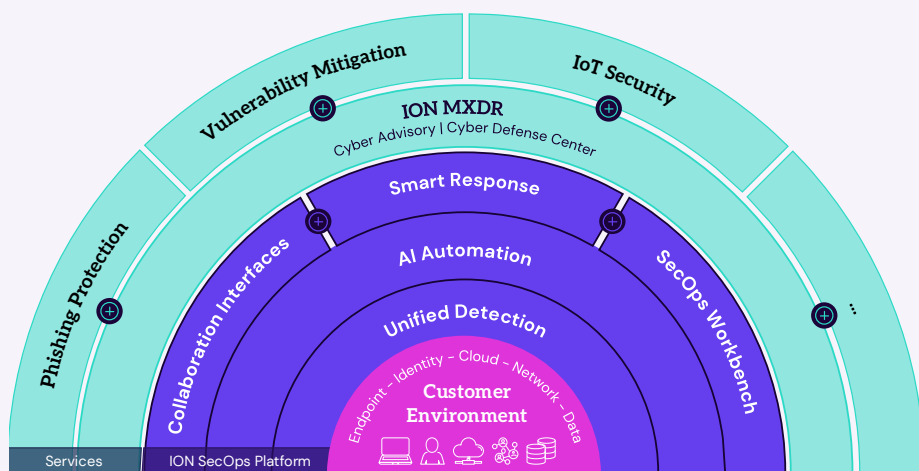 Vulnerability Mitigation
IoT Security
Phishing Protection
...
ION MXDR
Cyber Advisory | Cyber Defense Center
Smart Response
Collaboration Interfaces
SecOps Workbench
AI Automation
Unified Detection
Endpoint - Identity - Cloud - Network - Data
Customer
Environment
Services
ION SecOps Platform